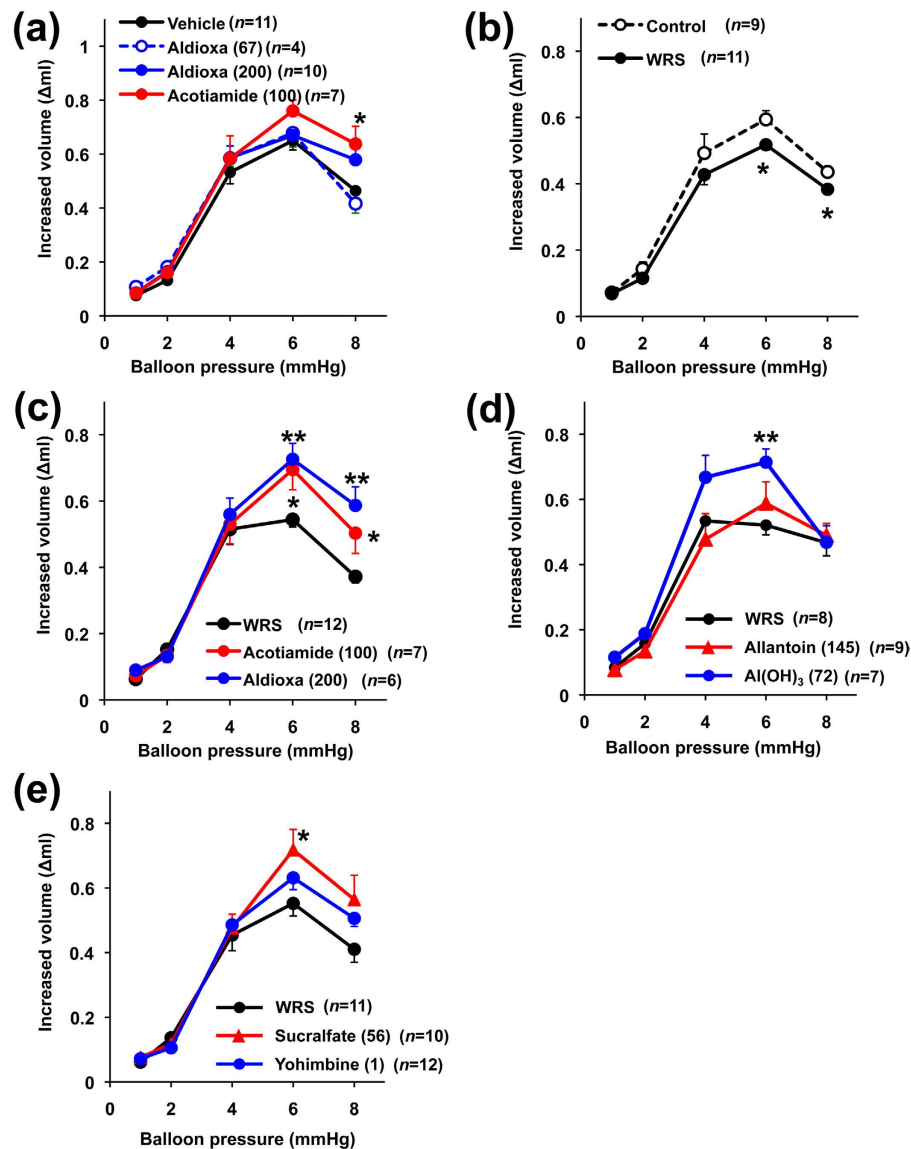 (a)
Vehicle (n=11)
Aldioxa (67) (n=4)
Aldioxa (200) (n=10)
Acotiamide (100) (n=7)
Increased volume (Δml)
1
0.8
0.6
0.4
0.2
0
*
0 2 4 6 8
Balloon pressure (mmHg)
(b)
Control (n=9)
WRS (n=11)
Increased volume (Δml)
0.8
0.6
0.4
0.2
0
*
*
0 2 4 6 8
Balloon pressure (mmHg)
(c)
Increased volume (Δml)
0.8
0.6
0.4
0.2
0
**
**
*
*
WRS (n=12)
Acotiamide (100) (n=7)
Aldioxa (200) (n=6)
0 2 4 6 8
Balloon pressure (mmHg)
(d)
Increased volume (Δml)
0.8
0.6
0.4
0.2
0
**
WRS (n=8)
Allantoin (145) (n=9)
Al(OH)₃ (72) (n=7)
0 2 4 6 8
Balloon pressure (mmHg)
(e)
Increased volume (Δml)
0.8
0.6
0.4
0.2
0
*
WRS (n=11)
Sucralfate (56) (n=10)
Yohimbine (1) (n=12)
0 2 4 6 8
Balloon pressure (mmHg)